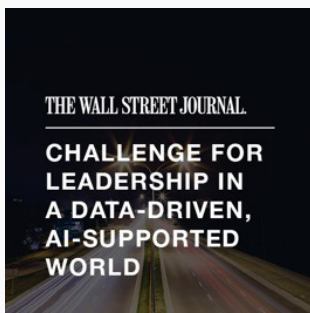 THE WALL STREET JOURNAL.
CHALLENGE FOR
LEADERSHIP IN
A DATA-DRIVEN,
AI-SUPPORTED
WORLD